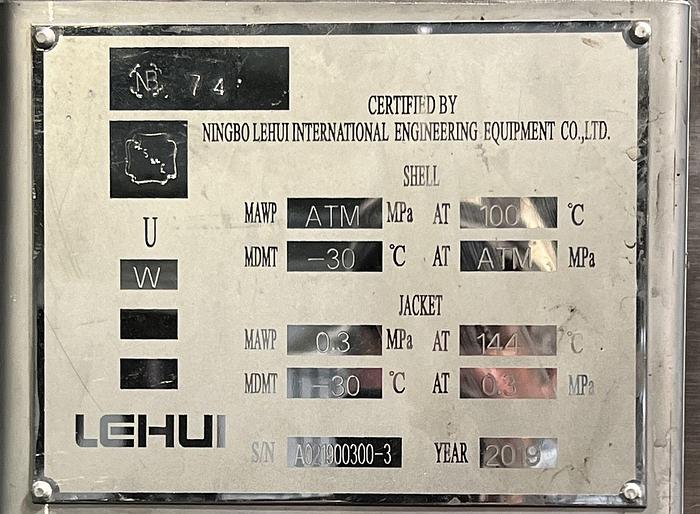 NB 74
CERTIFIED BY
NINGBO LEHUI INTERNATIONAL ENGINEERING EQUIPMENT CO.,LTD.
SHELL
U
MAWP ATM MPa AT 100 °C
W
MDMT -30 °C AT ATM MPa
JACKET
MAWP 0.3 MPa AT 144 °C
MDMT -30 °C AT 0.3 MPa
LEHUI
S/N A021900300-3 YEAR 2019